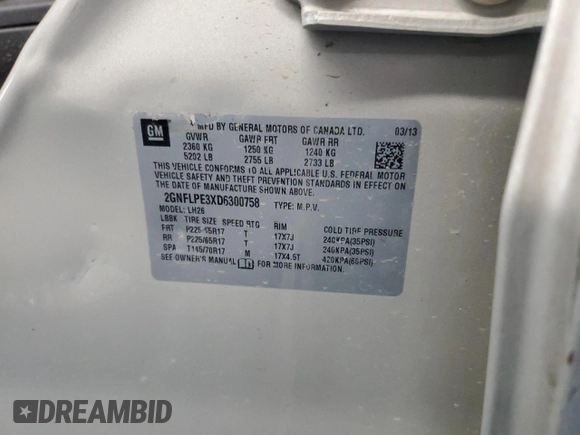 GM
MFD BY GENERAL MOTORS OF CANADA LTD. 03/13
GVWR GAWR FRT GAWR RR
2360 KG 1250 KG 1240 KG
5202 LB 2755 LB 2733 LB
THIS VEHICLE CONFORMS TO ALL APPLICABLE U.S. FEDERAL MOTOR
VEHICLE SAFETY AND THEFT PREVENTION STANDARDS IN EFFECT ON
THE DATE OF MANUFACTURE SHOWN ABOVE.
2GNFLPE3XD6300758 TYPE: M.P.V.
MODEL: LH26
LBBK TIRE SIZE SPEED RTG RIM COLD TIRE PRESSURE
FRT P225/65R17 T 17X7J 240KPA(35PSI)
RR P225/65R17 T 17X7J 240KPA(35PSI)
SPA T145/70R17 M 17X4.5T 420KPA(60PSI)
SEE OWNER'S MANUAL FOR MORE INFORMATION.
DREAMBID